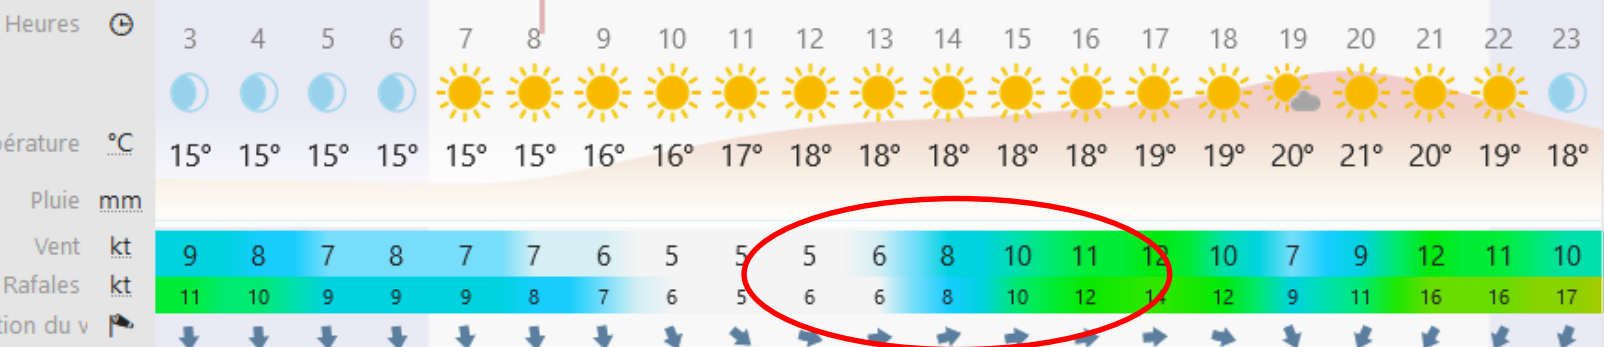 Heures 3 4 5 6 7 8 9 10 11 12 13 14 15 16 17 18 19 20 21 22 23
érature °C 15° 15° 15° 15° 15° 15° 16° 16° 17° 18° 18° 18° 18° 18° 19° 19° 20° 21° 20° 19° 18°
Pluie mm
Vent kt 9 8 7 8 7 7 6 5 5 5 6 8 10 11 12 10 7 9 12 11 10
Rafales kt 11 10 9 9 9 8 7 6 5 6 6 8 10 12 14 12 9 11 16 16 17
tion du v